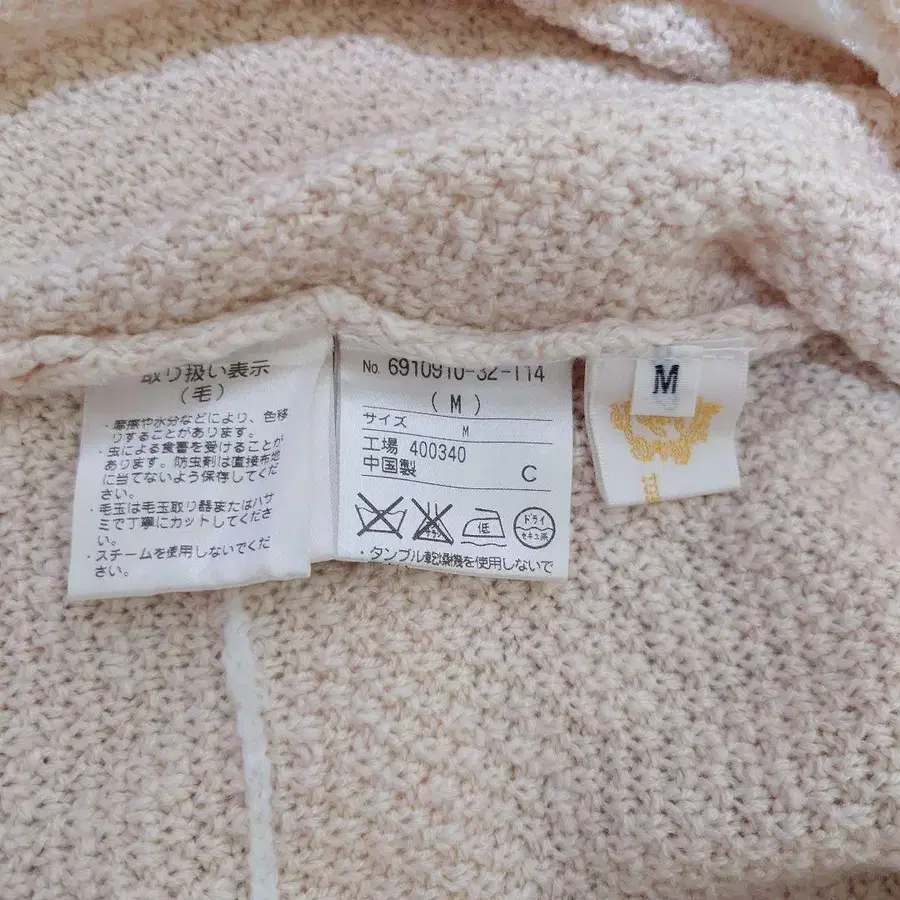 取り扱い表示
(毛)
・摩擦や水分などにより、色移
りすることがあります。
・虫による食害を受けることが
あります。防虫剤は直接布地
に当てないよう保存してくだ
さい。
・毛玉は毛玉取り器またはハサ
ミで丁寧にカットしてくださ
い。
・スチームを使用しないでくだ
さい。
No. 6910910-32-114
(M)
サイズ
M
工場 400340
中国製 C
低
ドライ
セキユ系
・タンブル乾燥機を使用しないで
M